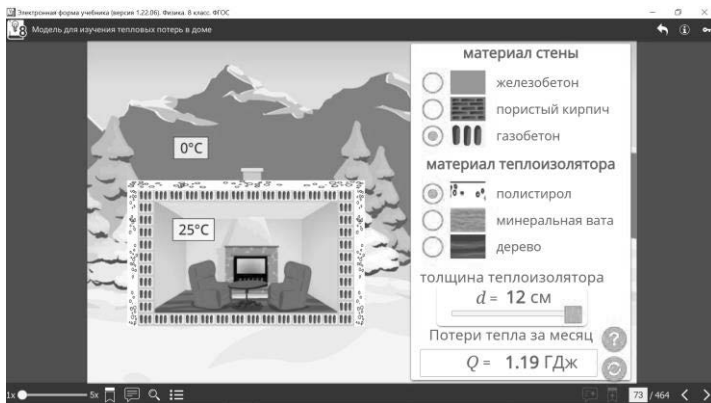 Электронная форма учебника (версия 1.22.06). Физика. 8 класс. ФГОС
8 Модель для изучения тепловых потерь в доме
0°C
25°C
материал стены
железобетон
пористый кирпич
газобетон
материал теплоизолятора
полистирол
минеральная вата
дерево
толщина теплоизолятора
d = 12 см
Потери тепла за месяц
?
Q = 1.19 ГДж
1x 5x
73 / 464